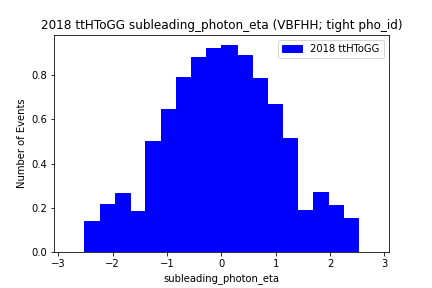 2018 ttHToGG subleading_photon_eta (VBFHH; tight pho_id)
2018 ttHToGG
0.8
0.6
0.4
0.2
0.0
Number of Events
−3 −2 −1 0 1 2 3
subleading_photon_eta